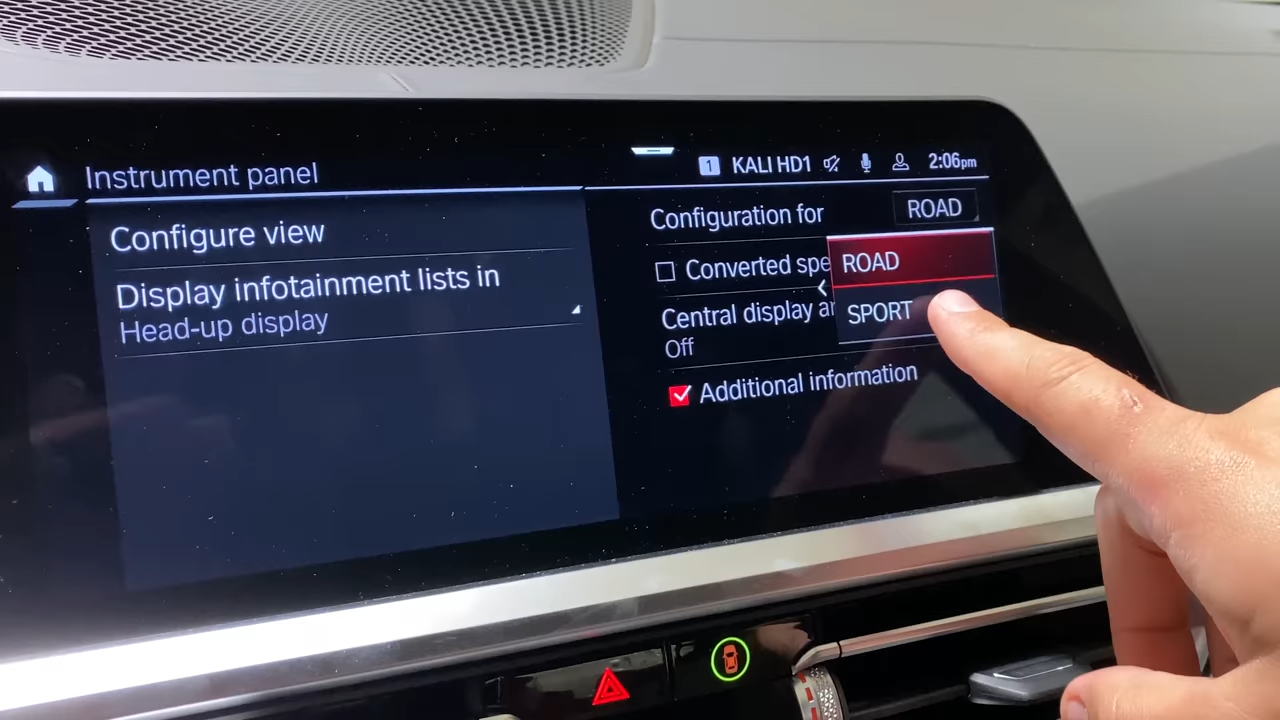 Instrument panel
1 KALI HD1 2:06pm
Configure view
Display infotainment lists in
Head-up display
Configuration for ROAD
ROAD
SPORT
Converted spe
Central display
Off
Additional information